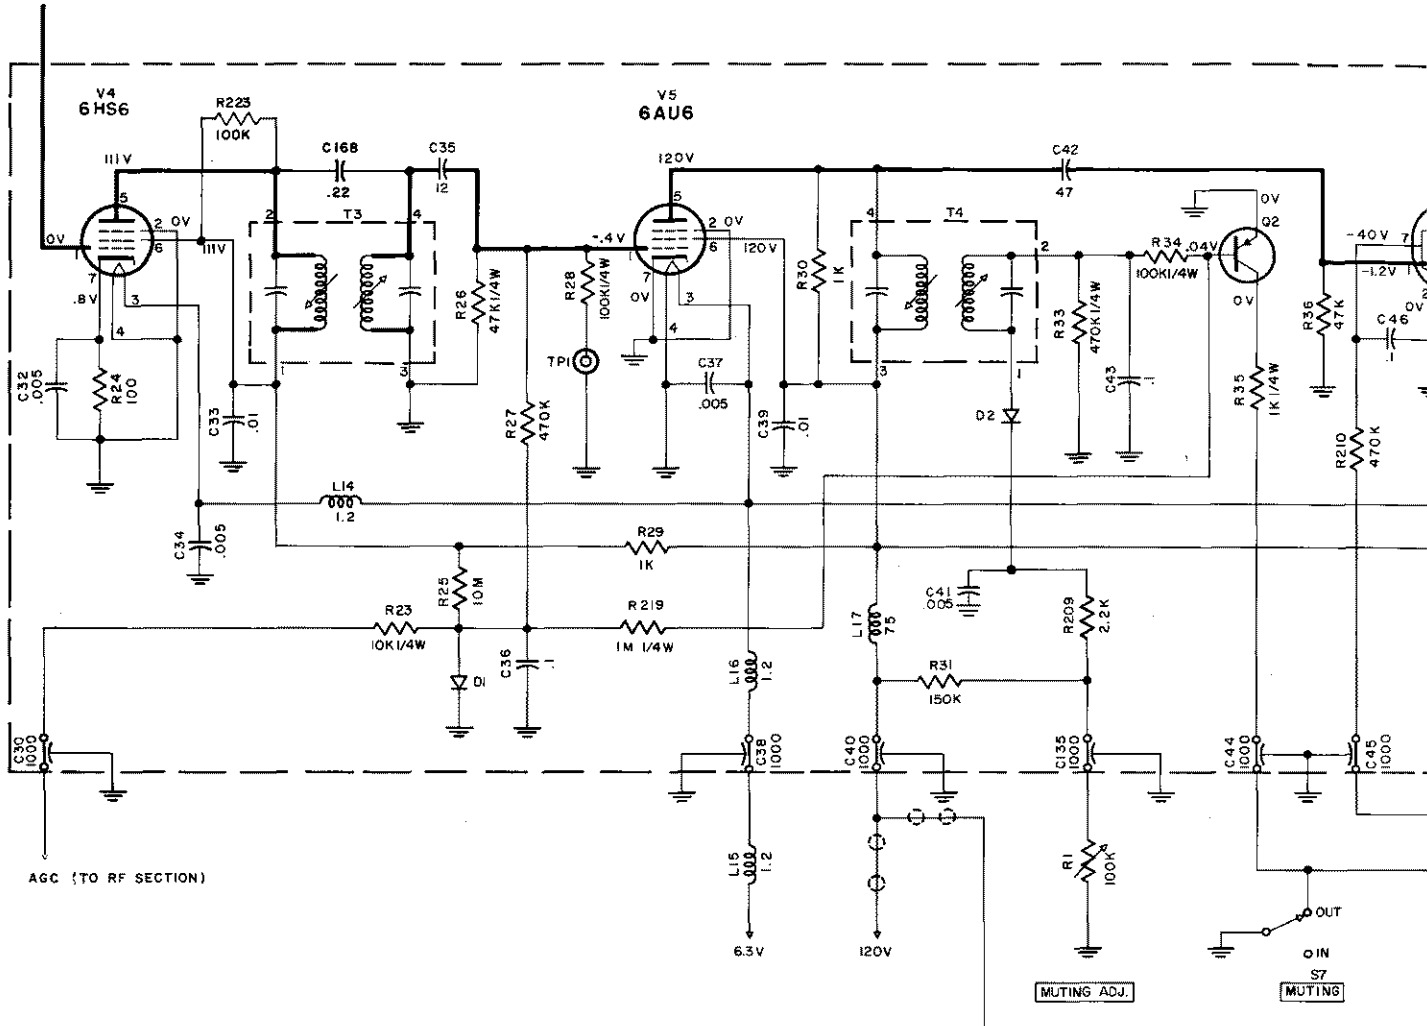 V4
6HS6
R223
100K
V5
6AU6
111V
C168
.22
C35
12
120V
C42
47
5
2
0V
6
111V
0V
1
7
.8V
3
4
2
T3
4
1
3
R26
47K1/4W
-.4V
R28
100K1/4W
TP1
5
2
0V
6
120V
1
7
0V
3
4
R30
1K
4
T4
2
3
1
R34
.04V
100K1/4W
0V
Q2
0V
-40V
7
-1.2V
2
0V
R33
470K1/4W
C43
.1
R35
1K1/4W
R36
47K
C46
.1
C32
.005
R24
100
C33
.01
R27
470K
C37
.005
C39
.01
D2
R210
470K
L14
1.2
C34
.005
R29
1K
R25
10M
C41
.005
R209
2.2K
R23
10K1/4W
R219
1M 1/4W
L17
75
C36
.1
D1
L16
1.2
R31
150K
C30
1000
C38
1000
C40
1000
C135
1000
C44
1000
C45
1000
L15
1.2
R1
100K
AGC (TO RF SECTION)
6.3V
120V
OUT
IN
S7
MUTING ADJ.
MUTING